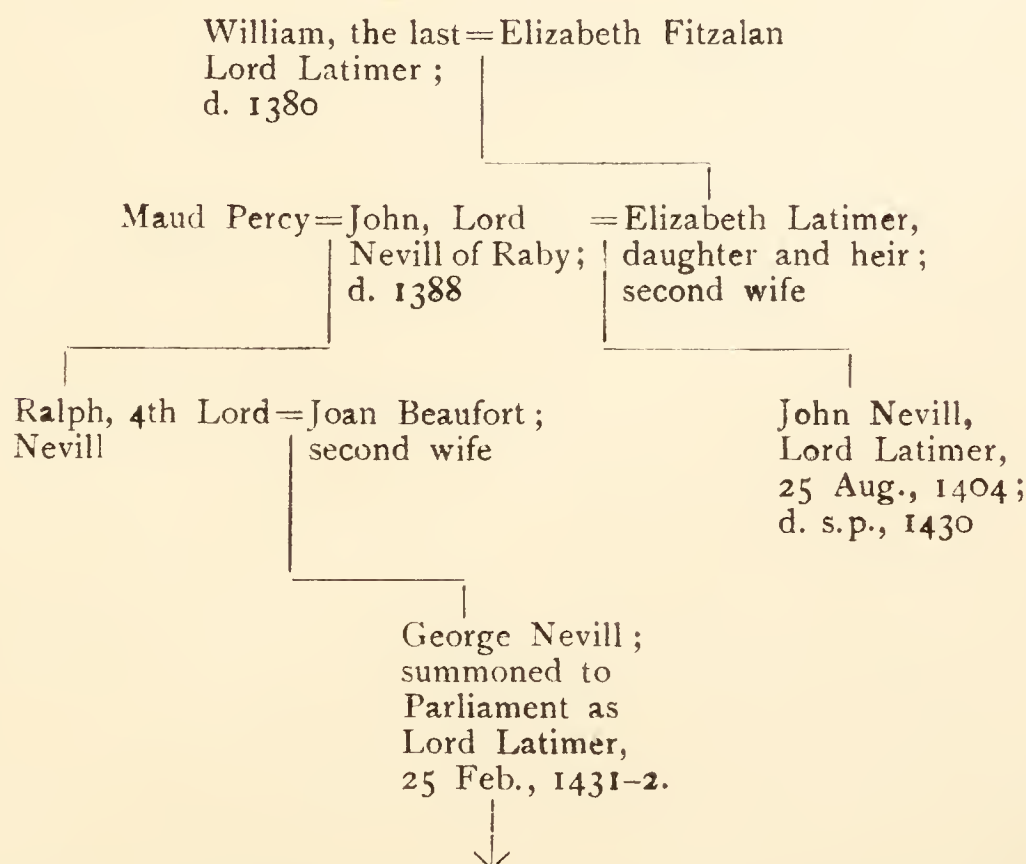 William, the last = Elizabeth Fitzalan
Lord Latimer ;
d. 1380
Maud Percy = John, Lord = Elizabeth Latimer,
Nevill of Raby ; daughter and heir ;
d. 1388 second wife
Ralph, 4th Lord = Joan Beaufort ;
Nevill second wife
John Nevill,
Lord Latimer,
25 Aug., 1404 ;
d. s.p., 1430
George Nevill ;
summoned to
Parliament as
Lord Latimer,
25 Feb., 1431–2.